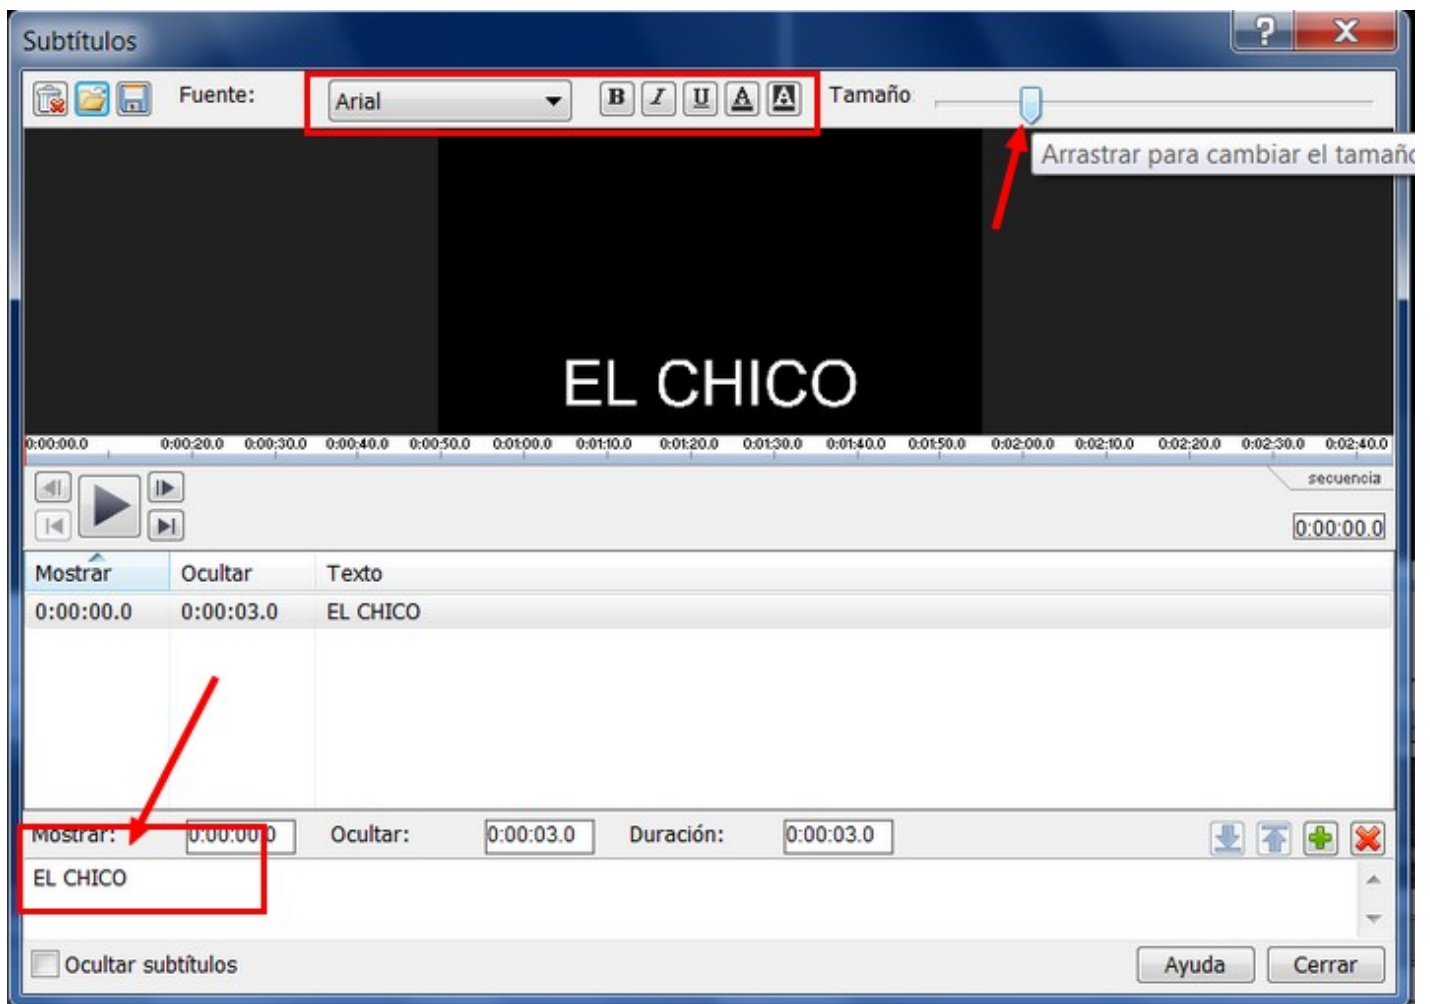 Subtítulos
Fuente: Arial B I U A A Tamaño
Arrastrar para cambiar el tamaño
EL CHICO
0:00:00.0 0:00:20.0 0:00:30.0 0:00:40.0 0:00:50.0 0:01:00.0 0:01:10.0 0:01:20.0 0:01:30.0 0:01:40.0 0:01:50.0 0:02:00.0 0:02:10.0 0:02:20.0 0:02:30.0 0:02:40.0
secuencia
0:00:00.0
Mostrar Ocultar Texto
0:00:00.0 0:00:03.0 EL CHICO
Mostrar: 0:00:00.0 Ocultar: 0:00:03.0 Duración: 0:00:03.0
EL CHICO
Ocultar subtítulos Ayuda Cerrar